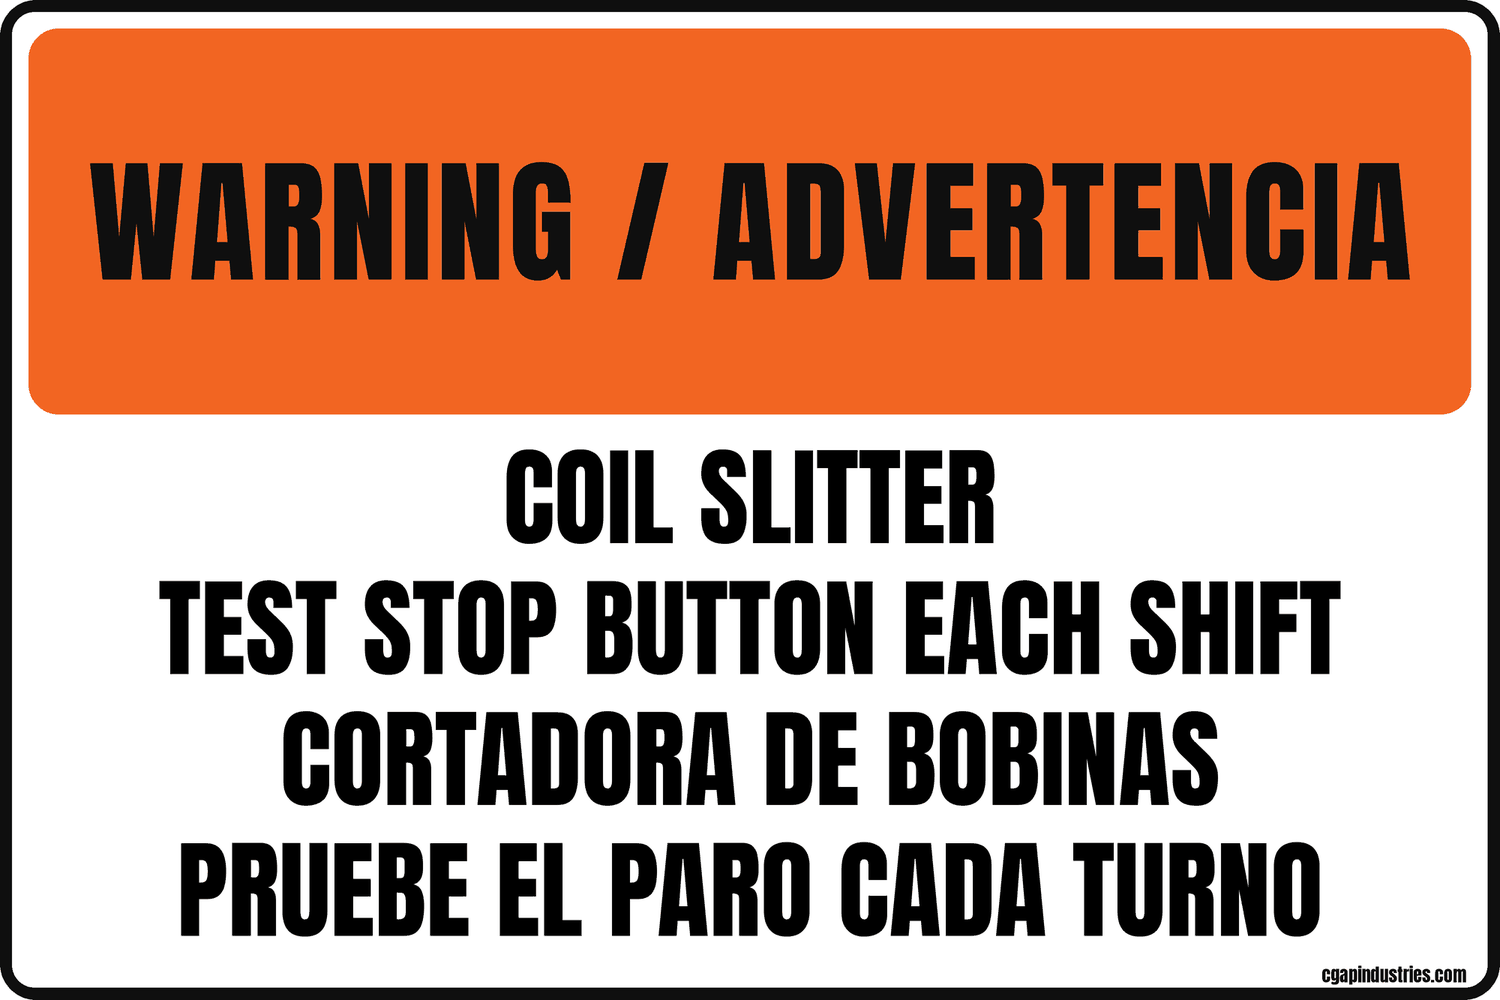 WARNING / ADVERTENCIA
COIL SLITTER
TEST STOP BUTTON EACH SHIFT
CORTADORA DE BOBINAS
PRUEBE EL PARO CADA TURNO
cgapindustries.com